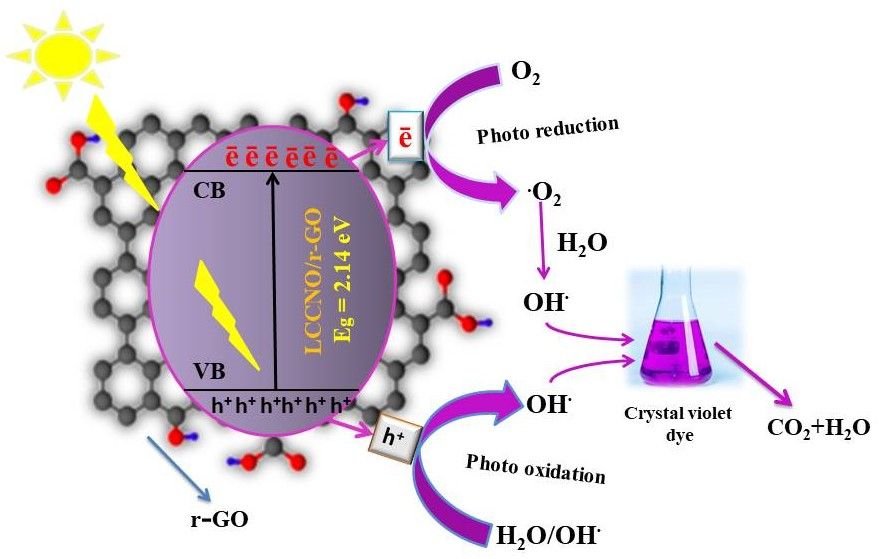 O₂
ē
Photo reduction
ē ē ē ē ē ē
CB
·O₂
H₂O
LCCNO/r-GO
Eg = 2.14 eV
OH·
VB
h⁺ h⁺ h⁺h⁺ h⁺ h⁺
OH·
Crystal violet
dye
CO₂+H₂O
h⁺
Photo oxidation
r-GO
H₂O/OH·